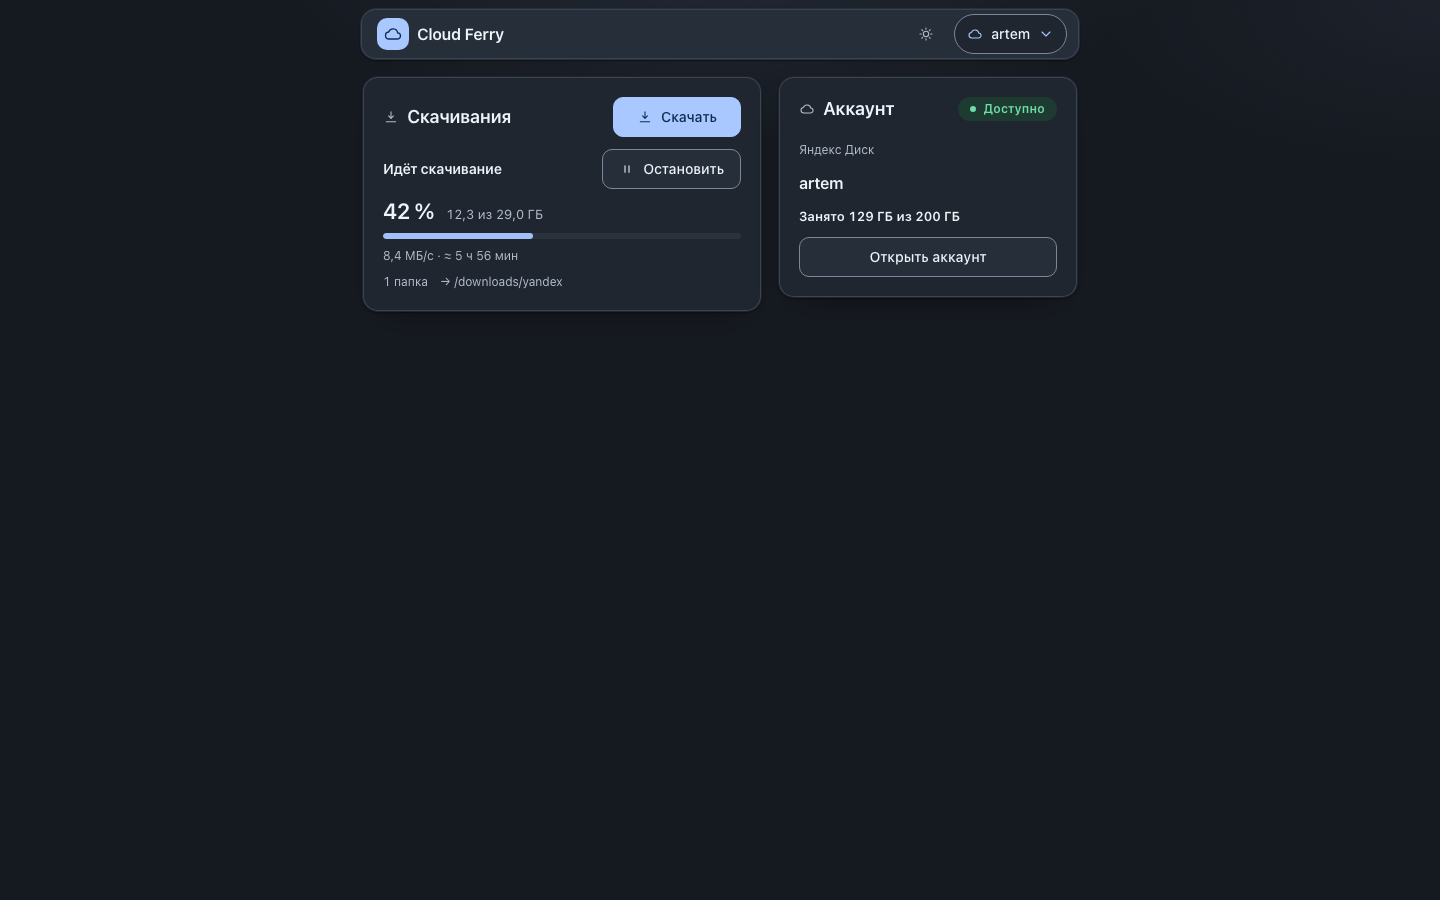 Cloud Ferry
artem
Скачивания
Скачать
Идёт скачивание
Остановить
42 % 12,3 из 29,0 ГБ
8,4 МБ/с · ≈ 5 ч 56 мин
1 папка → /downloads/yandex
Аккаунт
Доступно
Яндекс Диск
artem
Занято 129 ГБ из 200 ГБ
Открыть аккаунт